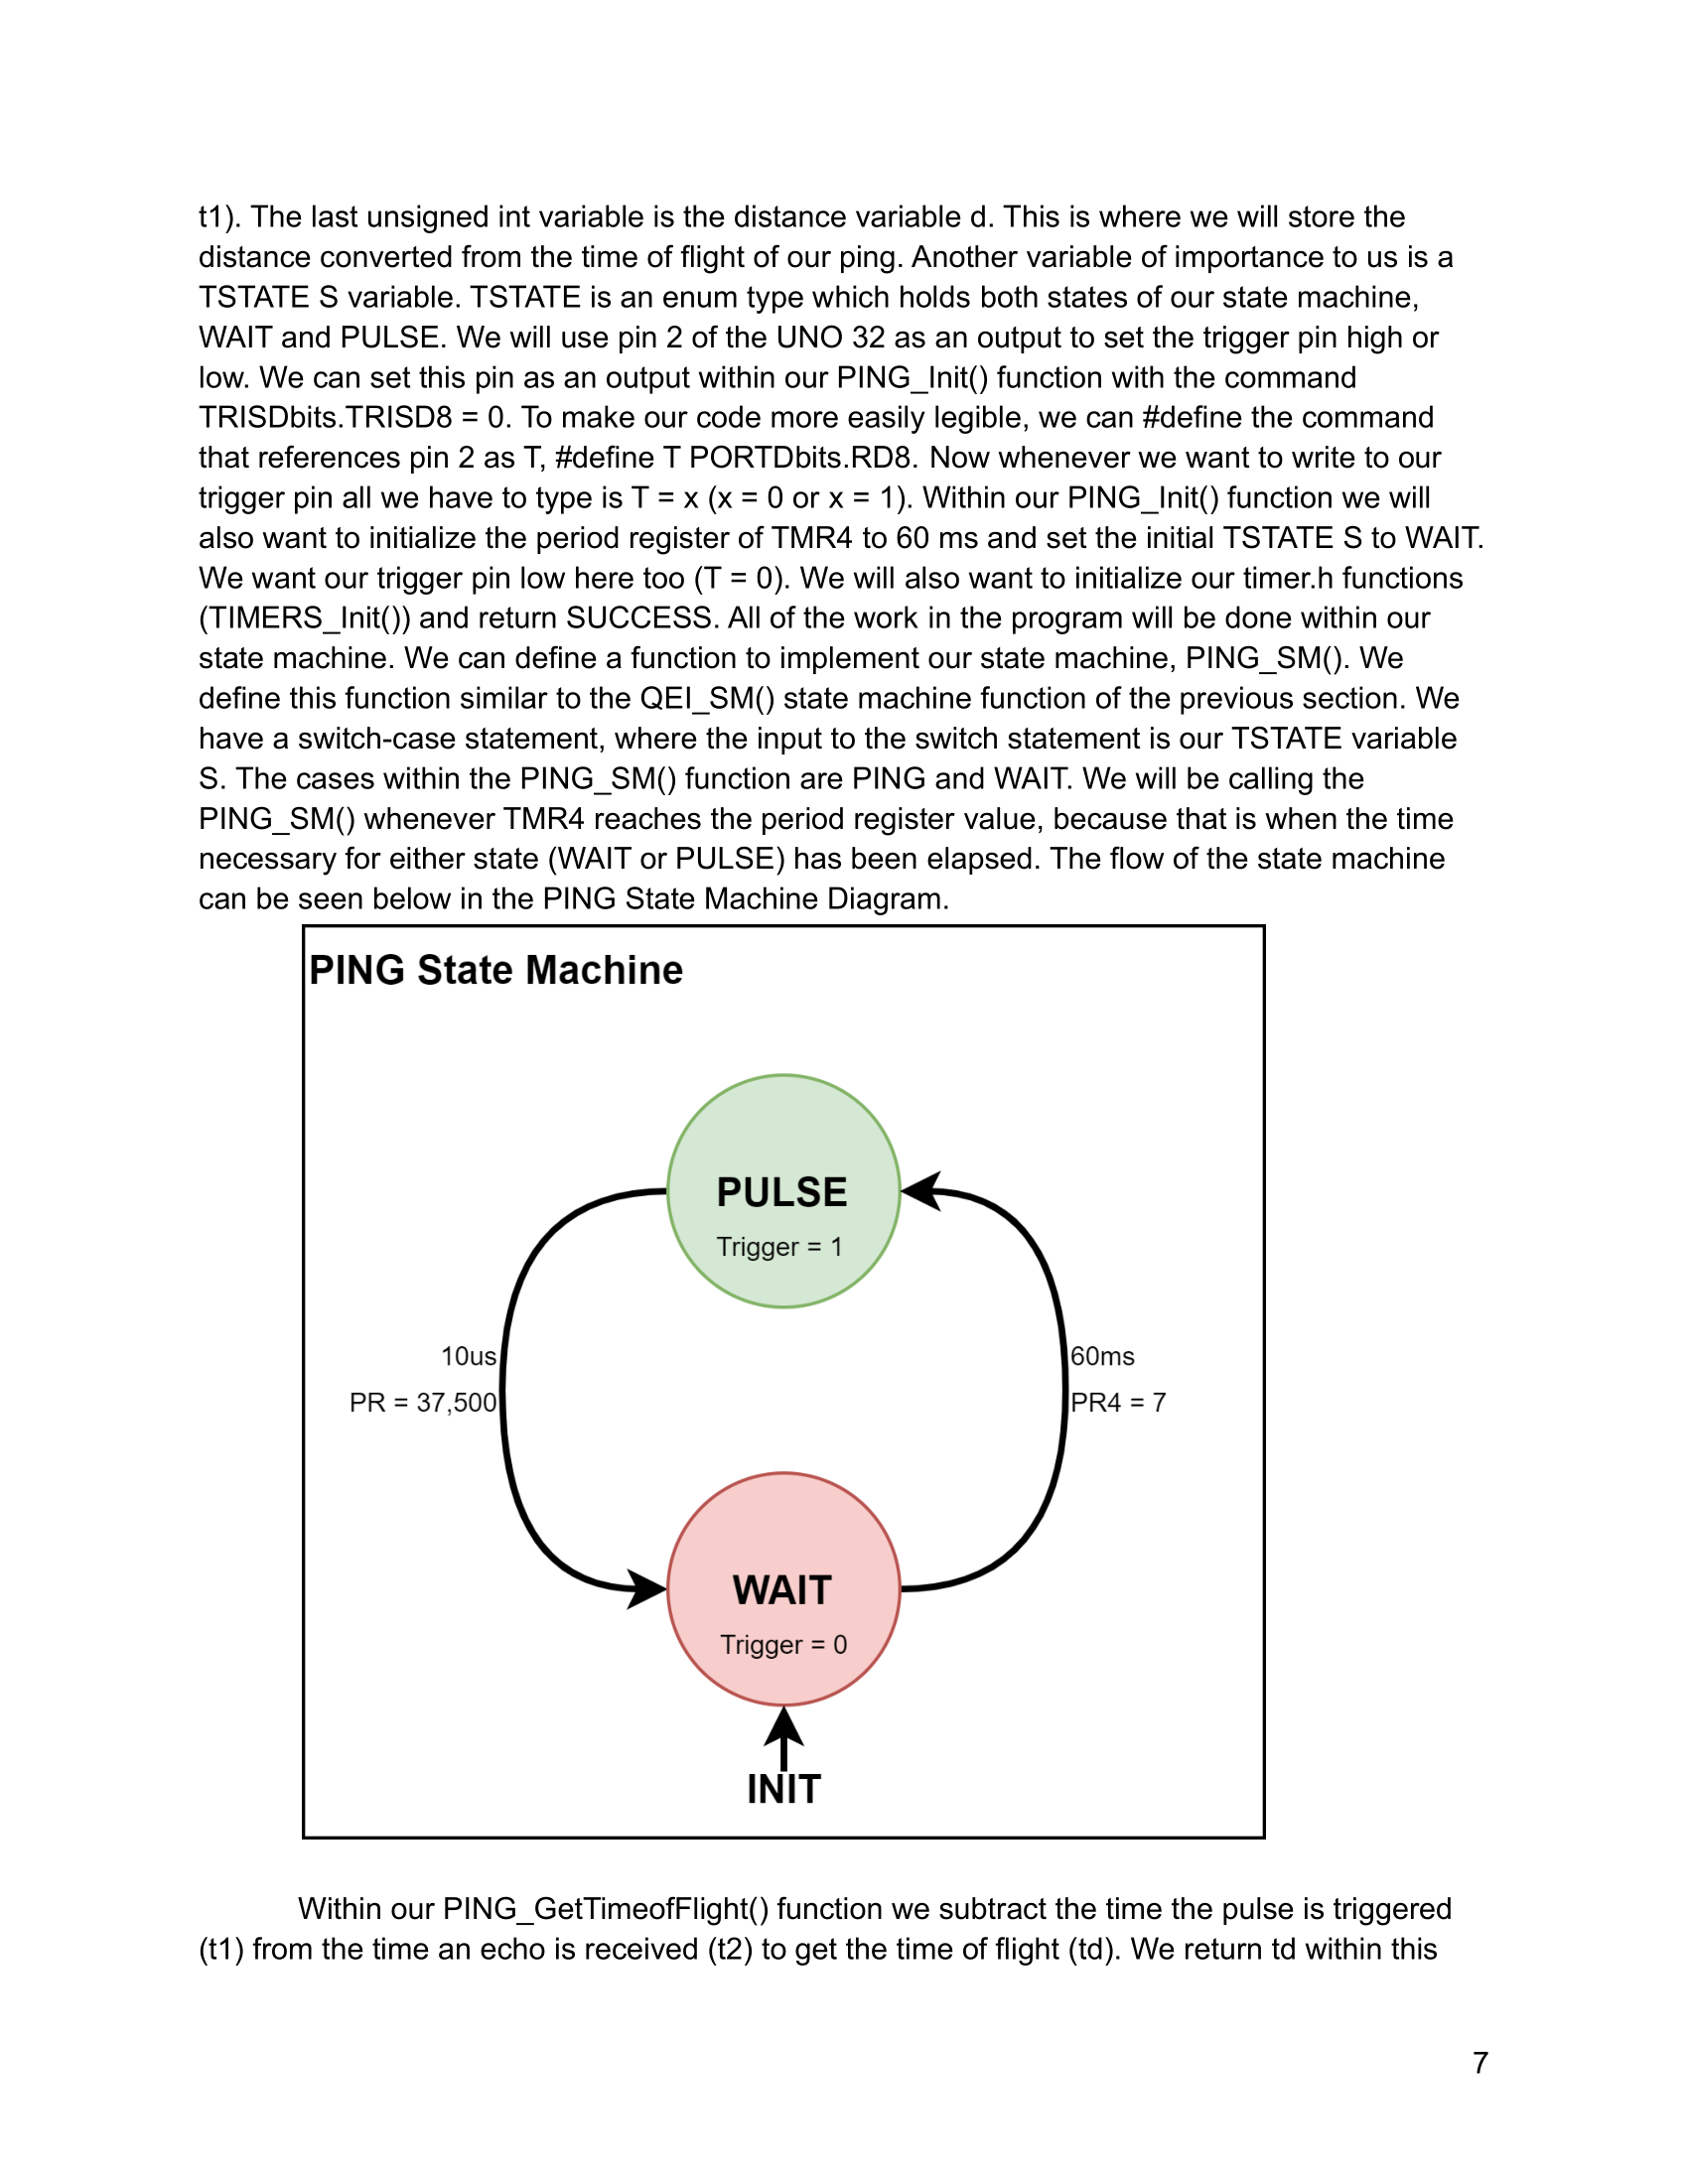 t1). The last unsigned int variable is the distance variable d. This is where we will store the
distance converted from the time of flight of our ping. Another variable of importance to us is a
TSTATE S variable. TSTATE is an enum type which holds both states of our state machine,
WAIT and PULSE. We will use pin 2 of the UNO 32 as an output to set the trigger pin high or
low. We can set this pin as an output within our PING_Init() function with the command
TRISDbits.TRISD8 = 0. To make our code more easily legible, we can #define the command
that references pin 2 as T, #define T PORTDbits.RD8. Now whenever we want to write to our
trigger pin all we have to type is T = x (x = 0 or x = 1). Within our PING_Init() function we will
also want to initialize the period register of TMR4 to 60 ms and set the initial TSTATE S to WAIT.
We want our trigger pin low here too (T = 0). We will also want to initialize our timer.h functions
(TIMERS_Init()) and return SUCCESS. All of the work in the program will be done within our
state machine. We can define a function to implement our state machine, PING_SM(). We
define this function similar to the QEI_SM() state machine function of the previous section. We
have a switch-case statement, where the input to the switch statement is our TSTATE variable
S. The cases within the PING_SM() function are PING and WAIT. We will be calling the
PING_SM() whenever TMR4 reaches the period register value, because that is when the time
necessary for either state (WAIT or PULSE) has been elapsed. The flow of the state machine
can be seen below in the PING State Machine Diagram.
PING State Machine
PULSE
Trigger = 1
10us
PR = 37,500
60ms
PR4 = 7
WAIT
Trigger = 0
INIT
Within our PING_GetTimeofFlight() function we subtract the time the pulse is triggered
(t1) from the time an echo is received (t2) to get the time of flight (td). We return td within this
7